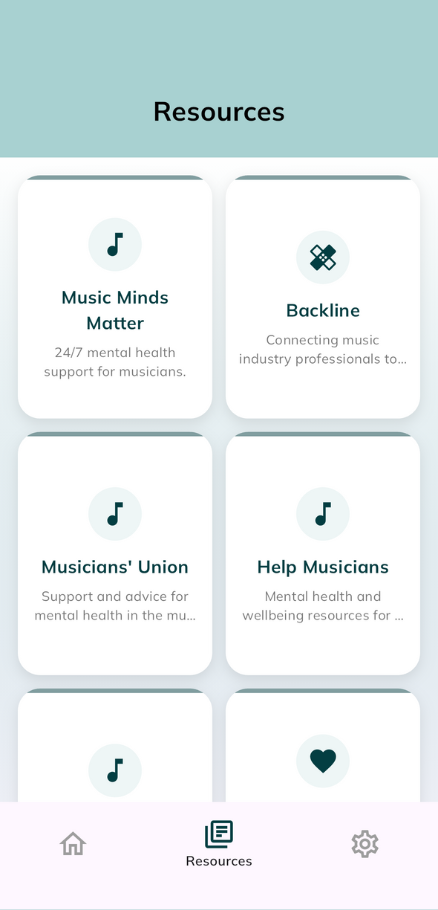 Resources
Music Minds
Matter
24/7 mental health
support for musicians.
Backline
Connecting music
industry professionals to...
Musicians' Union
Support and advice for
mental health in the mu...
Help Musicians
Mental health and
wellbeing resources for ...
Resources